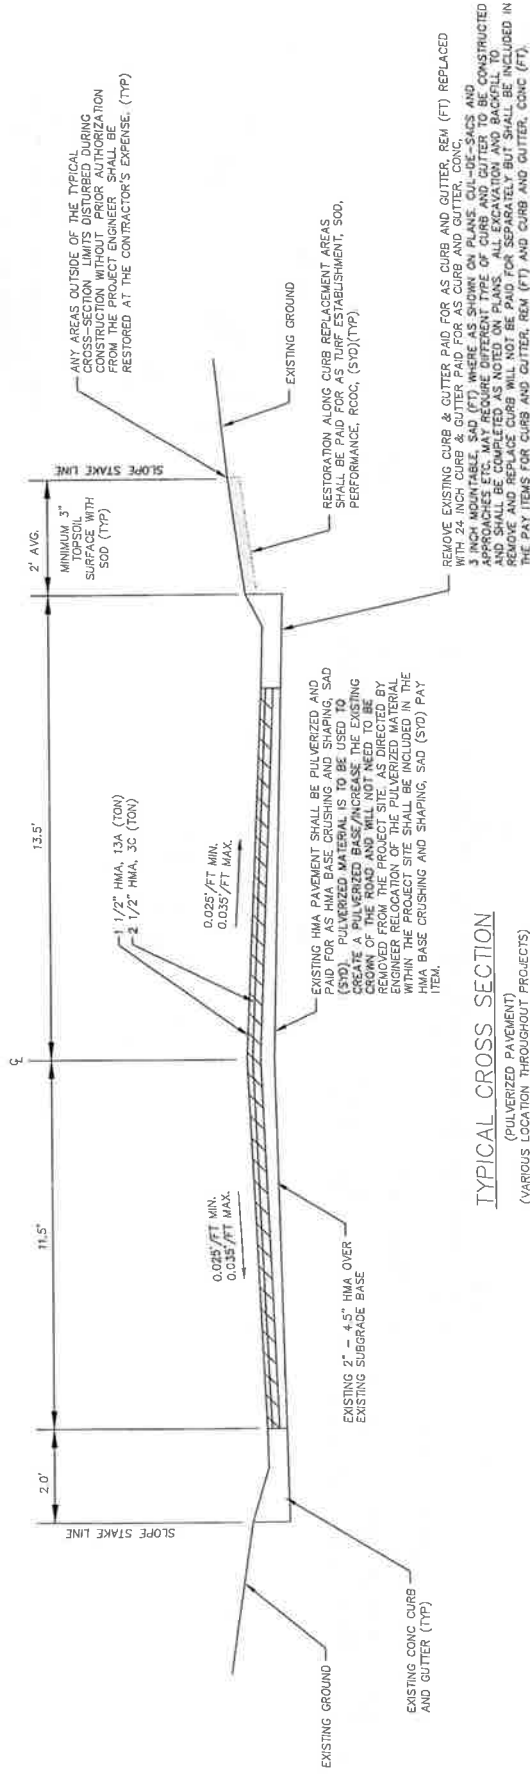 ℄
2.0'
11.5'
13.5'
2' AVG.
SLOPE STAKE LINE
SLOPE STAKE LINE
MINIMUM 3"
TOPSOIL
SURFACE WITH
SOD (TYP)
ANY AREAS OUTSIDE OF THE TYPICAL
CROSS-SECTION LIMITS DISTURBED DURING
CONSTRUCTION WITHOUT PRIOR AUTHORIZATION
FROM THE PROJECT ENGINEER SHALL BE
RESTORED AT THE CONTRACTOR'S EXPENSE. (TYP)
1 1/2" HMA, 13A (TON)
2 1/2" HMA, 3C (TON)
0.025'/FT MIN.
0.035'/FT MAX.
0.025'/FT MIN.
0.035'/FT MAX.
EXISTING GROUND
EXISTING GROUND
EXISTING CONC CURB
AND GUTTER (TYP)
EXISTING 2" - 4.5" HMA OVER
EXISTING SUBGRADE BASE
EXISTING HMA PAVEMENT SHALL BE PULVERIZED AND
PAID FOR AS HMA BASE CRUSHING AND SHAPING, SAD
(SYD). PULVERIZED MATERIAL IS TO BE USED TO
CREATE A PULVERIZED BASE/INCREASE THE EXISTING
CROWN OF THE ROAD AND WILL NOT NEED TO BE
REMOVED FROM THE PROJECT SITE. AS DIRECTED BY
ENGINEER RELOCATION OF THE PULVERIZED MATERIAL
WITHIN THE PROJECT SITE SHALL BE INCLUDED IN THE
HMA BASE CRUSHING AND SHAPING, SAD (SYD) PAY
ITEM.
RESTORATION ALONG CURB REPLACEMENT AREAS
SHALL BE PAID FOR AS TURF ESTABLISHMENT, SOD,
PERFORMANCE, RCOC, (SYD)(TYP)
REMOVE EXISTING CURB & GUTTER PAID FOR AS CURB AND GUTTER, REM (FT) REPLACED
WITH 24 INCH CURB & GUTTER PAID FOR AS CURB AND GUTTER, CONC,
3 INCH MOUNTABLE, SAD (FT) WHERE AS SHOWN ON PLANS. CUL-DE-SACS AND
APPROACHES ETC. MAY REQUIRE DIFFERENT TYPE OF CURB AND GUTTER TO BE CONSTRUCTED
AND SHALL BE COMPLETED AS NOTED ON PLANS. ALL EXCAVATION AND BACKFILL TO
REMOVE AND REPLACE CURB WILL NOT BE PAID FOR SEPARATELY BUT SHALL BE INCLUDED IN
THE PAY ITEMS FOR CURB AND GUTTER, REM (FT) AND CURB AND GUTTER, CONC (FT).
TYPICAL CROSS SECTION
(PULVERIZED PAVEMENT)
(VARIOUS LOCATION THROUGHOUT PROJECTS)